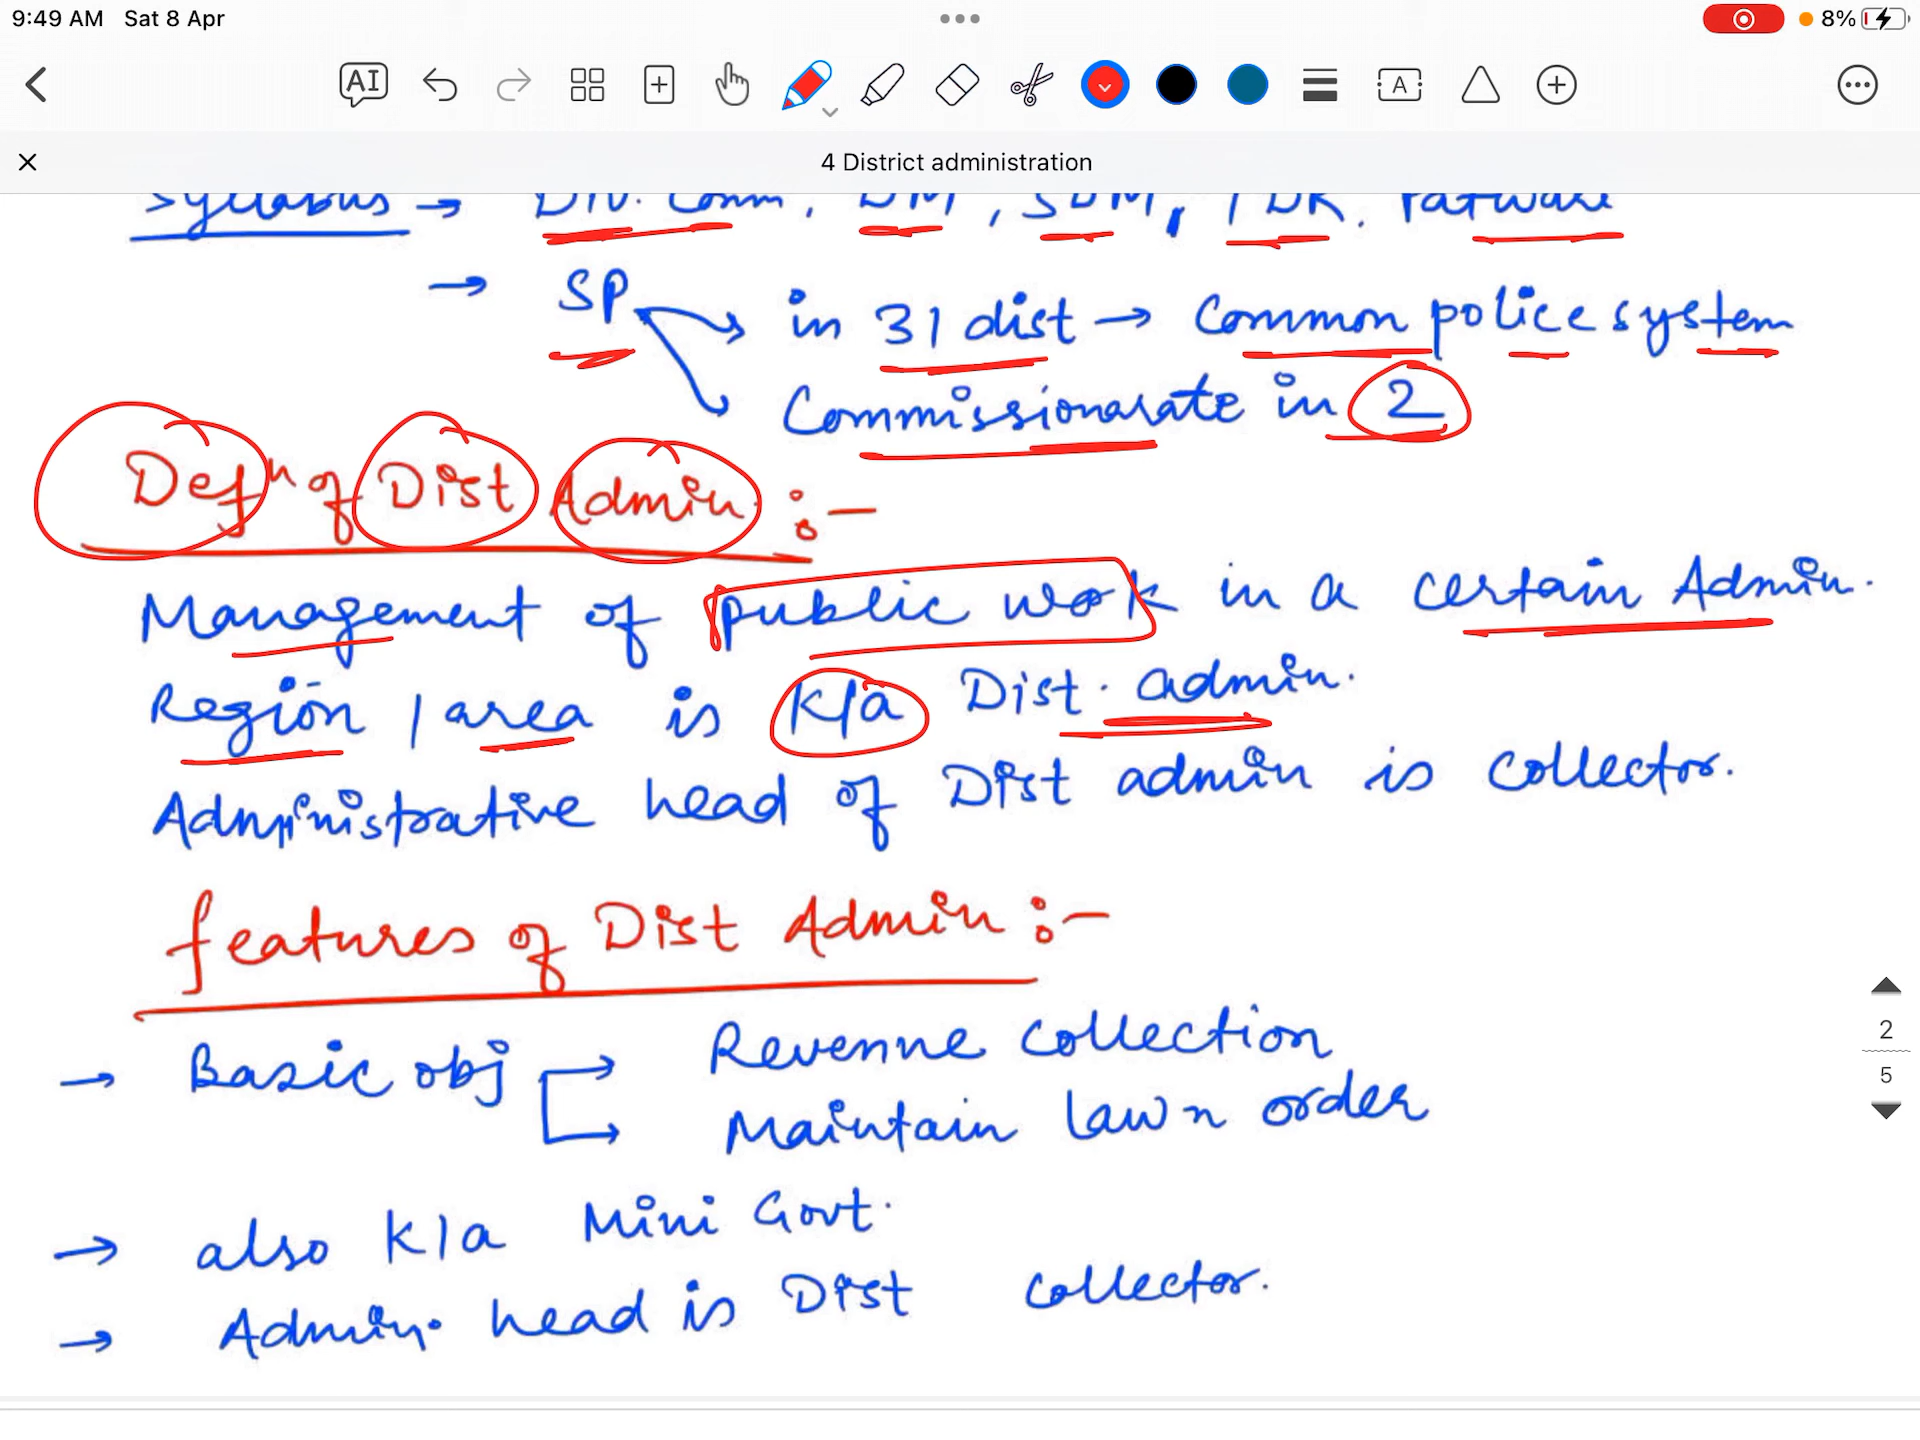 9:49 AM Sat 8 Apr
8%
AI
A
4 District administration
Syllabus → Div. Comm, DM, SDM, TDR. Patwari
→ SP → in 31 dist → Common police system
Commissionarate in 2
Defn of Dist Admin :-
Management of public work in a certain Admin.
Region / area is k/a Dist. admin.
Administrative head of Dist admin is collector.
features of Dist Admin :-
→ Basic obj → Revenue collection
→ Maintain law n order
→ also k/a Mini Govt.
→ Admin. head is Dist collector.
2
5